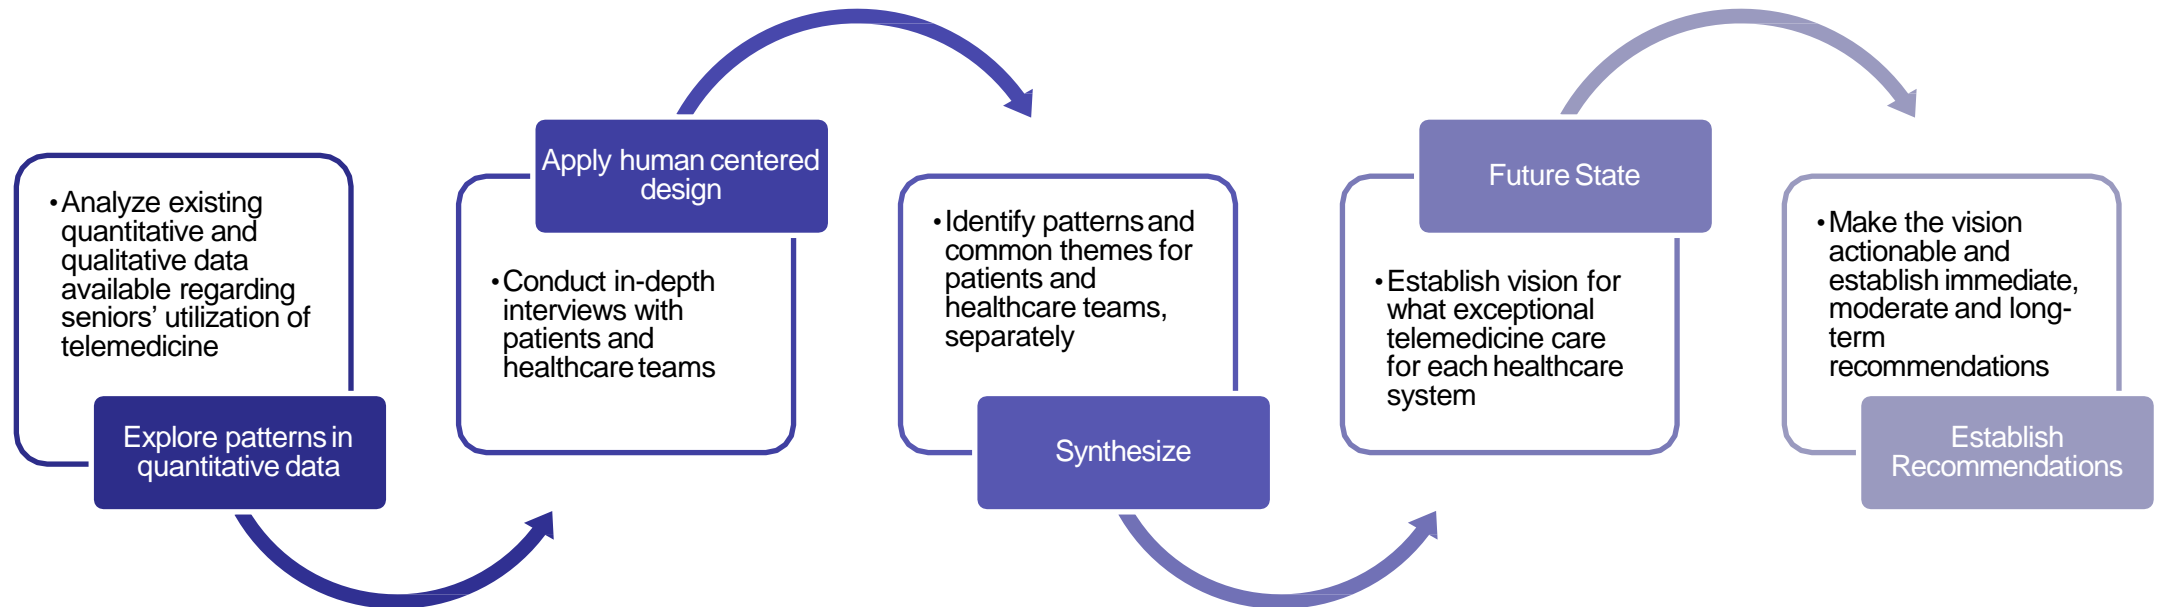 •Analyze existing
quantitative and
qualitative data
available regarding
seniors’ utilization of
telemedicine
Explore patterns in
quantitative data
Apply human centered
design
•Conduct in-depth
interviews with
patients and
healthcare teams
•Identify patterns and
common themes for
patients and
healthcare teams,
separately
Synthesize
Future State
•Establish vision for
what exceptional
telemedicine care
for each healthcare
system
•Make the vision
actionable and
establish immediate,
moderate and long-
term
recommendations
Establish
Recommendations